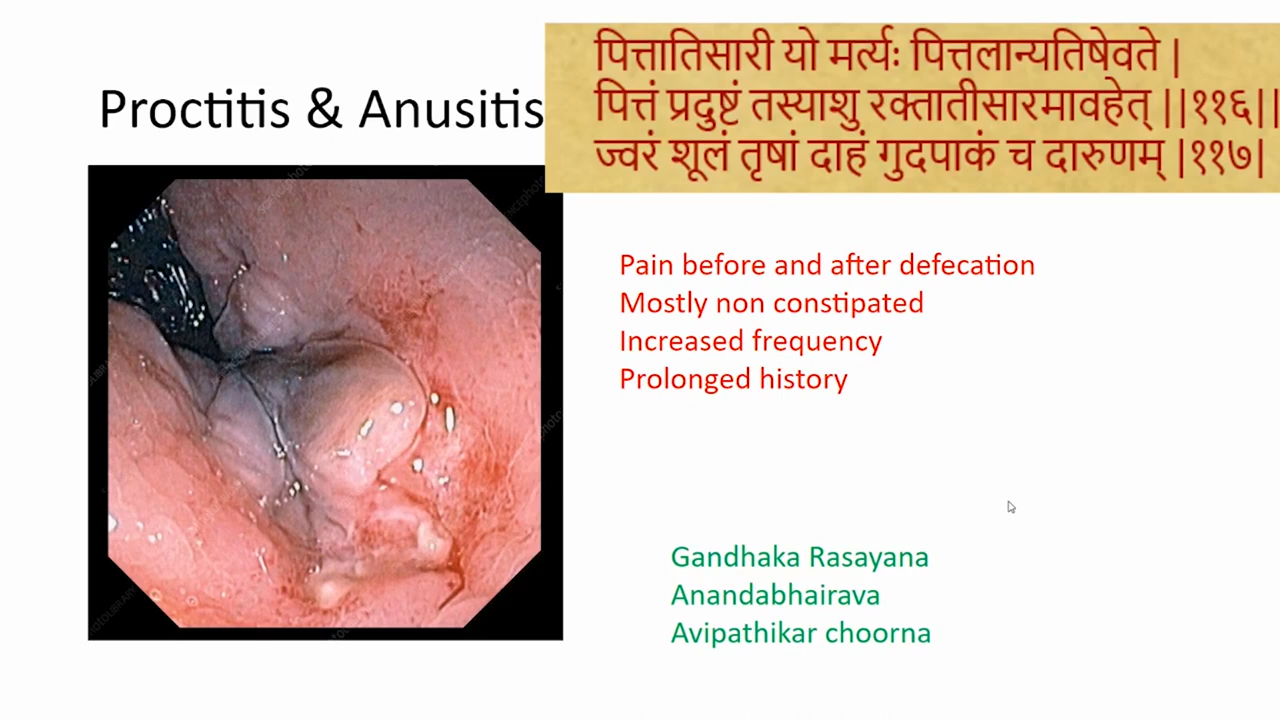 पित्तातिसारी यो मर्त्यः पित्तलान्यतिषेवते |
पित्तं प्रदुष्टं तस्याशु रक्तातीसारमावहेत् ||११६||
ज्वरं शूलं तृषां दाहं गुदपाकं च दारुणम् |११७|
Proctitis & Anusitis
Pain before and after defecation
Mostly non constipated
Increased frequency
Prolonged history
Gandhaka Rasayana
Anandabhairava
Avipathikar choorna